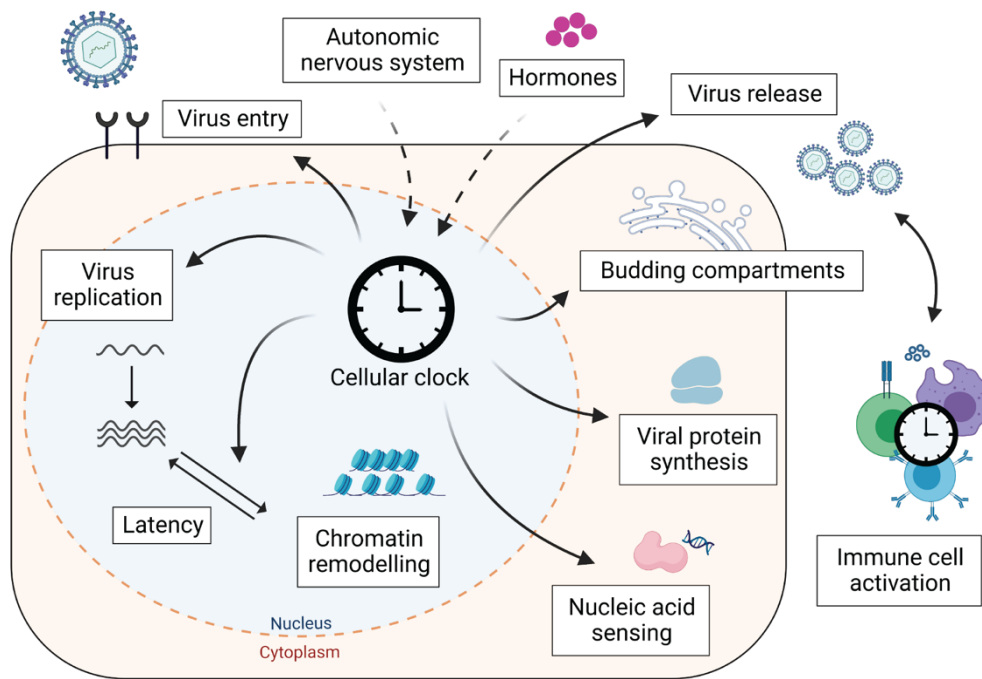 Autonomic
nervous system
Hormones
Virus release
Virus entry
Virus
replication
Budding compartments
Cellular clock
Viral protein
synthesis
Latency
Chromatin
remodelling
Nucleic acid
sensing
Immune cell
activation
Nucleus
Cytoplasm